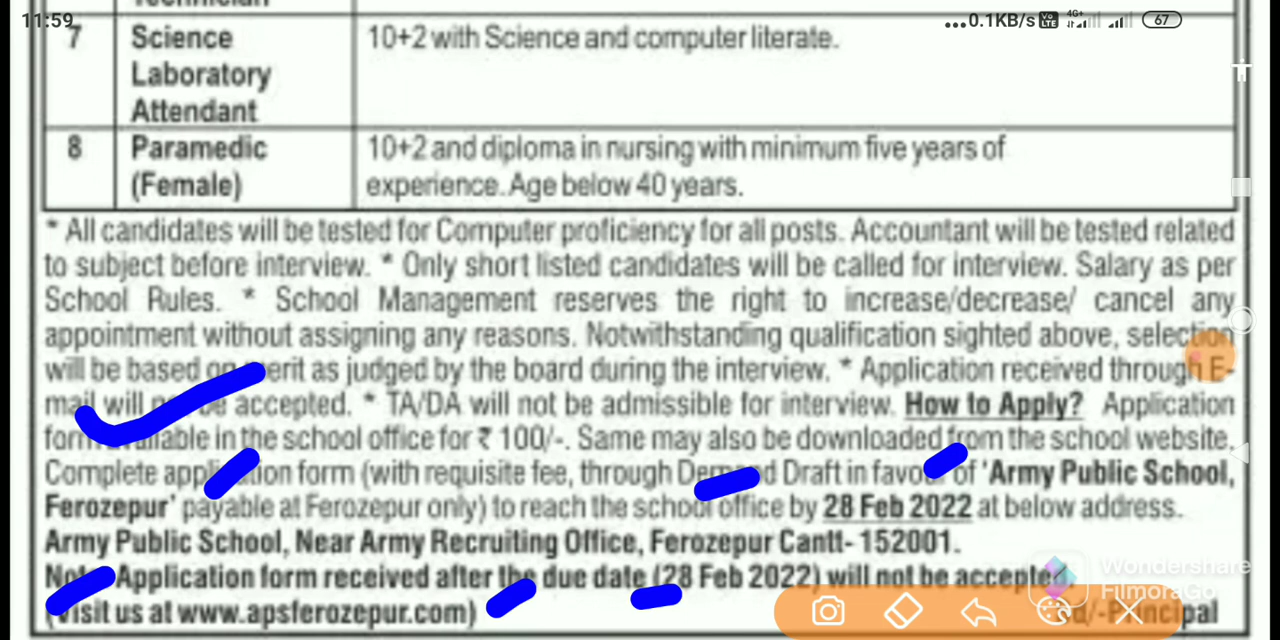 Technician
11:59
...0.1KB/s Vo LTE 4G+ 67
7 Science 10+2 with Science and computer literate.
Laboratory
Attendant
8 Paramedic 10+2 and diploma in nursing with minimum five years of
(Female) experience. Age below 40 years.
* All candidates will be tested for Computer proficiency for all posts. Accountant will be tested related
to subject before interview. * Only short listed candidates will be called for interview. Salary as per
School Rules. * School Management reserves the right to increase/decrease/ cancel any
appointment without assigning any reasons. Notwithstanding qualification sighted above, selection
will be based on merit as judged by the board during the interview. * Application received through E-
mail will not be accepted. * TA/DA will not be admissible for interview. How to Apply? Application
form available in the school office for ₹ 100/-. Same may also be downloaded from the school website.
Complete application form (with requisite fee, through Demand Draft in favour of 'Army Public School,
Ferozepur' payable at Ferozepur only) to reach the school office by 28 Feb 2022 at below address.
Army Public School, Near Army Recruiting Office, Ferozepur Cantt- 152001.
Note: Application form received after the due date (28 Feb 2022) will not be accepted
(Visit us at www.apsferozepur.com) Sd/-Principal
Wondershare
FilmoraGo